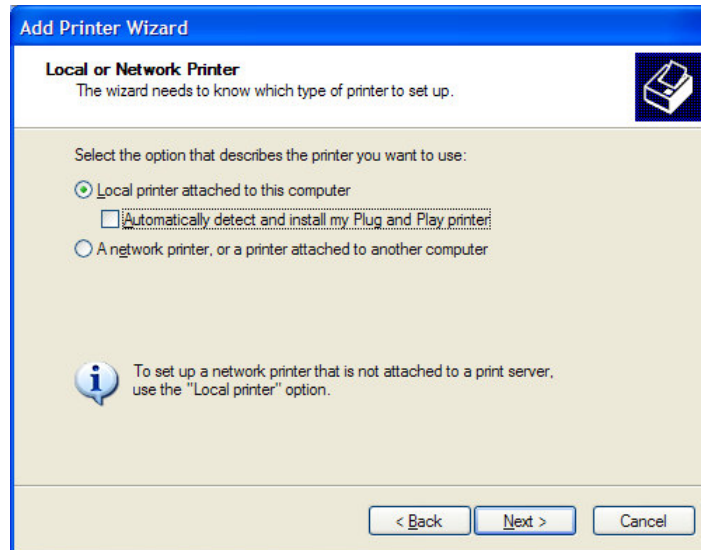 Add Printer Wizard
Local or Network Printer
The wizard needs to know which type of printer to set up.
Select the option that describes the printer you want to use:
Local printer attached to this computer
Automatically detect and install my Plug and Play printer
A network printer, or a printer attached to another computer
To set up a network printer that is not attached to a print server,
use the "Local printer" option.
< Back Next > Cancel